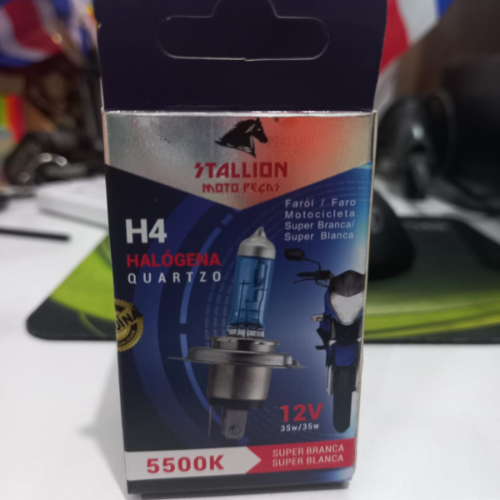 STALLION
MOTO PEÇAS
Faról / Faro
Motocicleta
Super Branca/
Super Blanca
H4
HALÓGENA
QUARTZO
12V
35w/35w
5500K
SUPER BRANCA
SUPER BLANCA